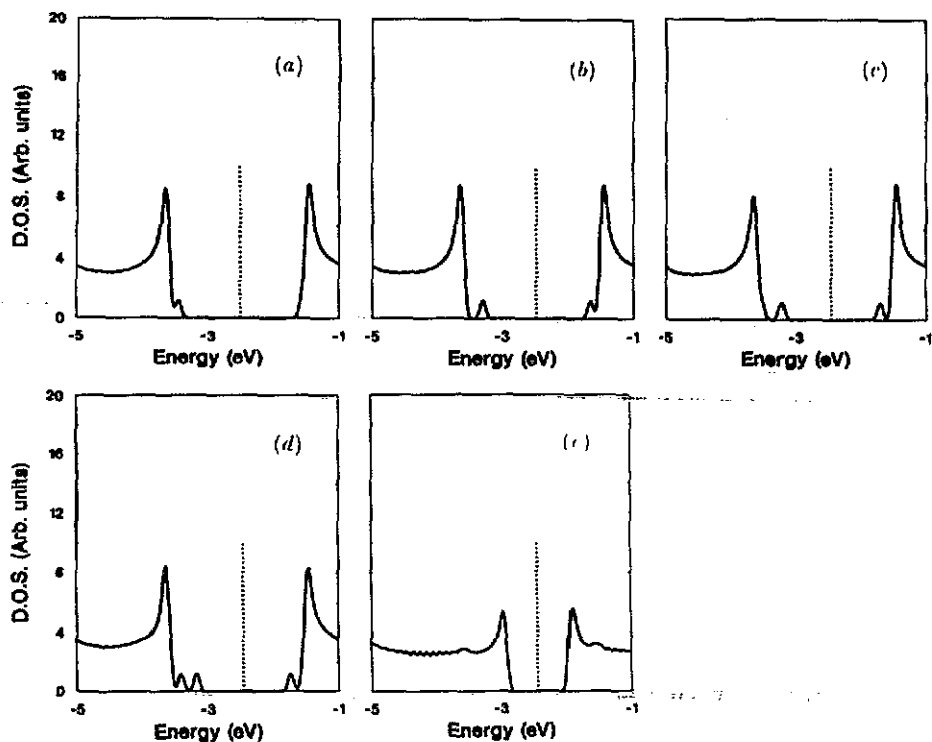 20
16
12
8
4
0
D.O.S. (Arb. units)
(a)
-5
-3
-1
Energy (eV)
(b)
-5
-3
-1
Energy (eV)
(c)
-5
-3
-1
Energy (eV)
20
16
12
8
4
0
D.O.S. (Arb. units)
(d)
-5
-3
-1
Energy (eV)
(e)
-5
-3
-1
Energy (eV)